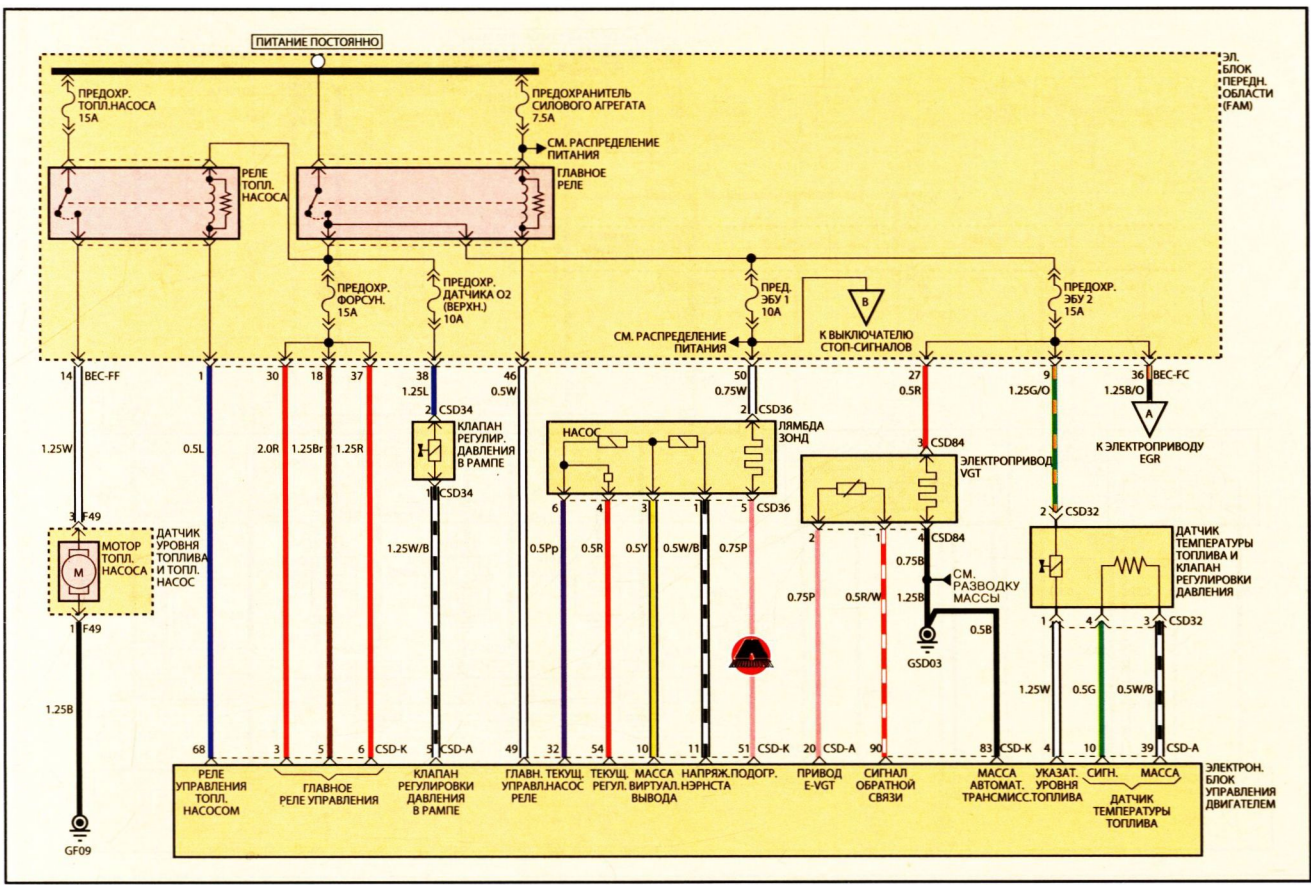 ПИТАНИЕ ПОСТОЯННО
ЭЛ.
БЛОК
ПЕРЕДН.
ОБЛАСТИ
(FAM)
ПРЕДОХР.
ТОПЛ.НАСОСА
15А
ПРЕДОХРАНИТЕЛЬ
СИЛОВОГО АГРЕГАТА
7.5А
СМ. РАСПРЕДЕЛЕНИЕ
ПИТАНИЯ
РЕЛЕ
ТОПЛ.
НАСОСА
ГЛАВНОЕ
РЕЛЕ
ПРЕДОХР.
ФОРСУН.
15А
ПРЕДОХР.
ДАТЧИКА О2
(ВЕРХН.)
10А
ПРЕД.
ЭБУ 1
10А
B
ПРЕДОХР.
ЭБУ 2
15А
СМ. РАСПРЕДЕЛЕНИЕ
ПИТАНИЯ
К ВЫКЛЮЧАТЕЛЮ
СТОП-СИГНАЛОВ
14 BEC-FF 1 30 18 37 38 46 50 27 9 36 BEC-FC
1.25L 0.5W 0.75W 0.5R 1.25G/O 1.25B/O
2 CSD34 2 CSD36
A
К ЭЛЕКТРОПРИВОДУ
EGR
КЛАПАН
РЕГУЛИР.
ДАВЛЕНИЯ
В РАМПЕ
НАСОС
ЛЯМБДА
ЗОНД
1.25W 0.5L 2.0R 1.25Br 1.25R
3 CSD84
ЭЛЕКТРОПРИВОД
VGT
1 CSD34
6 4 3 1 5 CSD36
3 F49
2 CSD32
2 1 4 CSD84
МОТОР
ТОПЛ.
НАСОСА
M
ДАТЧИК
УРОВНЯ
ТОПЛИВА
И ТОПЛ.
НАСОС
1.25W/B 0.5Pp 0.5R 0.5Y 0.5W/B 0.75P
0.75B
СМ.
РАЗВОДКУ
МАССЫ
0.75P 0.5R/W 1.25B
ДАТЧИК
ТЕМПЕРАТУРЫ
ТОПЛИВА И
КЛАПАН
РЕГУЛИРОВКИ
ДАВЛЕНИЯ
1 F49
0.5B
1 4 3 CSD32
GSD03
1.25B
1.25W 0.5G 0.5W/B
68 3 5 6 CSD-K 5 CSD-A 49 32 54 10 11 51 CSD-K 20 CSD-A 90 83 CSD-K 4 10 39 CSD-A
РЕЛЕ
УПРАВЛЕНИЯ
ТОПЛ.
НАСОСОМ
ГЛАВНОЕ
РЕЛЕ УПРАВЛЕНИЯ
КЛАПАН
РЕГУЛИРОВКИ
ДАВЛЕНИЯ
В РАМПЕ
ГЛАВН.
УПРАВЛ.
РЕЛЕ
ТЕКУЩ.
НАСОС
ТЕКУЩ.
РЕГУЛ.
МАССА
ВИРТУАЛ.
ВЫВОДА
НАПРЯЖ.
НЭРНСТА
ПОДОГР.
ПРИВОД
E-VGT
СИГНАЛ
ОБРАТНОЙ
СВЯЗИ
МАССА
АВТОМАТ.
ТРАНСМИСС.
УКАЗАТ.
УРОВНЯ
ТОПЛИВА
СИГН. МАССА
ДАТЧИК
ТЕМПЕРАТУРЫ
ТОПЛИВА
ЭЛЕКТРОН.
БЛОК
УПРАВЛЕНИЯ
ДВИГАТЕЛЕМ
GF09